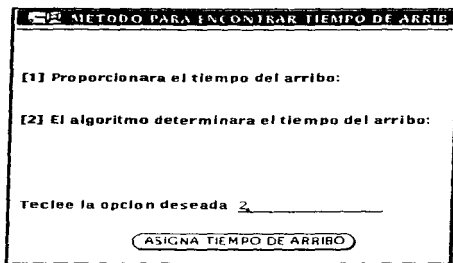 METODO PARA ENCONTRAR TIEMPO DE ARRIB
[1] Proporcionara el tiempo del arribo:
[2] El algoritmo determinara el tiempo del arribo:
Teclee la opcion deseada 2
ASIGNA TIEMPO DE ARRIBO